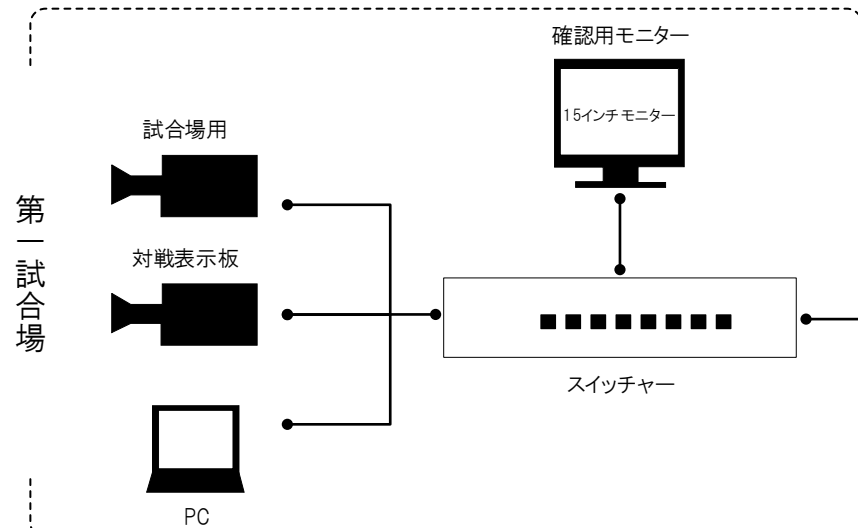 確認用モニター
15インチモニター
試合場用
第一試合場
対戦表示板
スイッチャー
PC